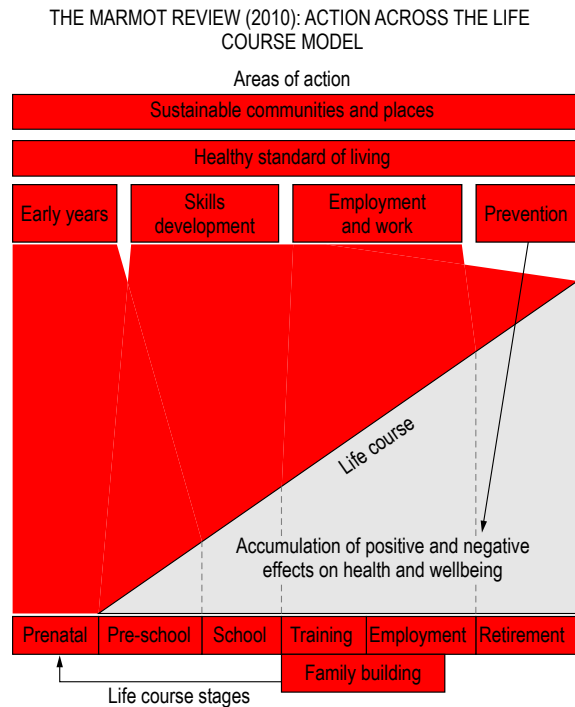 THE MARMOT REVIEW (2010): ACTION ACROSS THE LIFE
COURSE MODEL
Areas of action
Sustainable communities and places
Healthy standard of living
Early years
Skills
development
Employment
and work
Prevention
Life course
Accumulation of positive and negative
effects on health and wellbeing
Prenatal
Pre-school
School
Training
Employment
Retirement
Family building
Life course stages